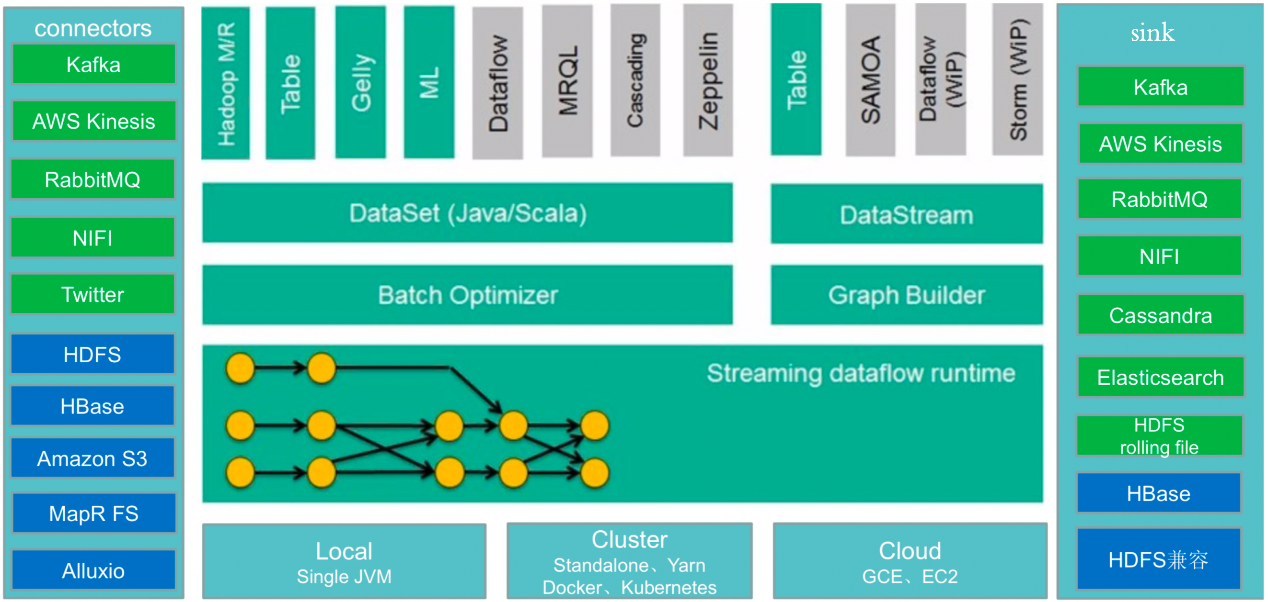 connectors
Kafka
AWS Kinesis
RabbitMQ
NIFI
Twitter
HDFS
HBase
Amazon S3
MapR FS
Alluxio
Hadoop M/R
Table
Gelly
ML
Dataflow
MRQL
Cascading
Zeppelin
Table
SAMOA
Dataflow
(WiP)
Storm (WiP)
DataSet (Java/Scala)
DataStream
Batch Optimizer
Graph Builder
Streaming dataflow runtime
Local
Single JVM
Cluster
Standalone、Yarn
Docker、Kubernetes
Cloud
GCE、EC2
sink
Kafka
AWS Kinesis
RabbitMQ
NIFI
Cassandra
Elasticsearch
HDFS
rolling file
HBase
HDFS兼容